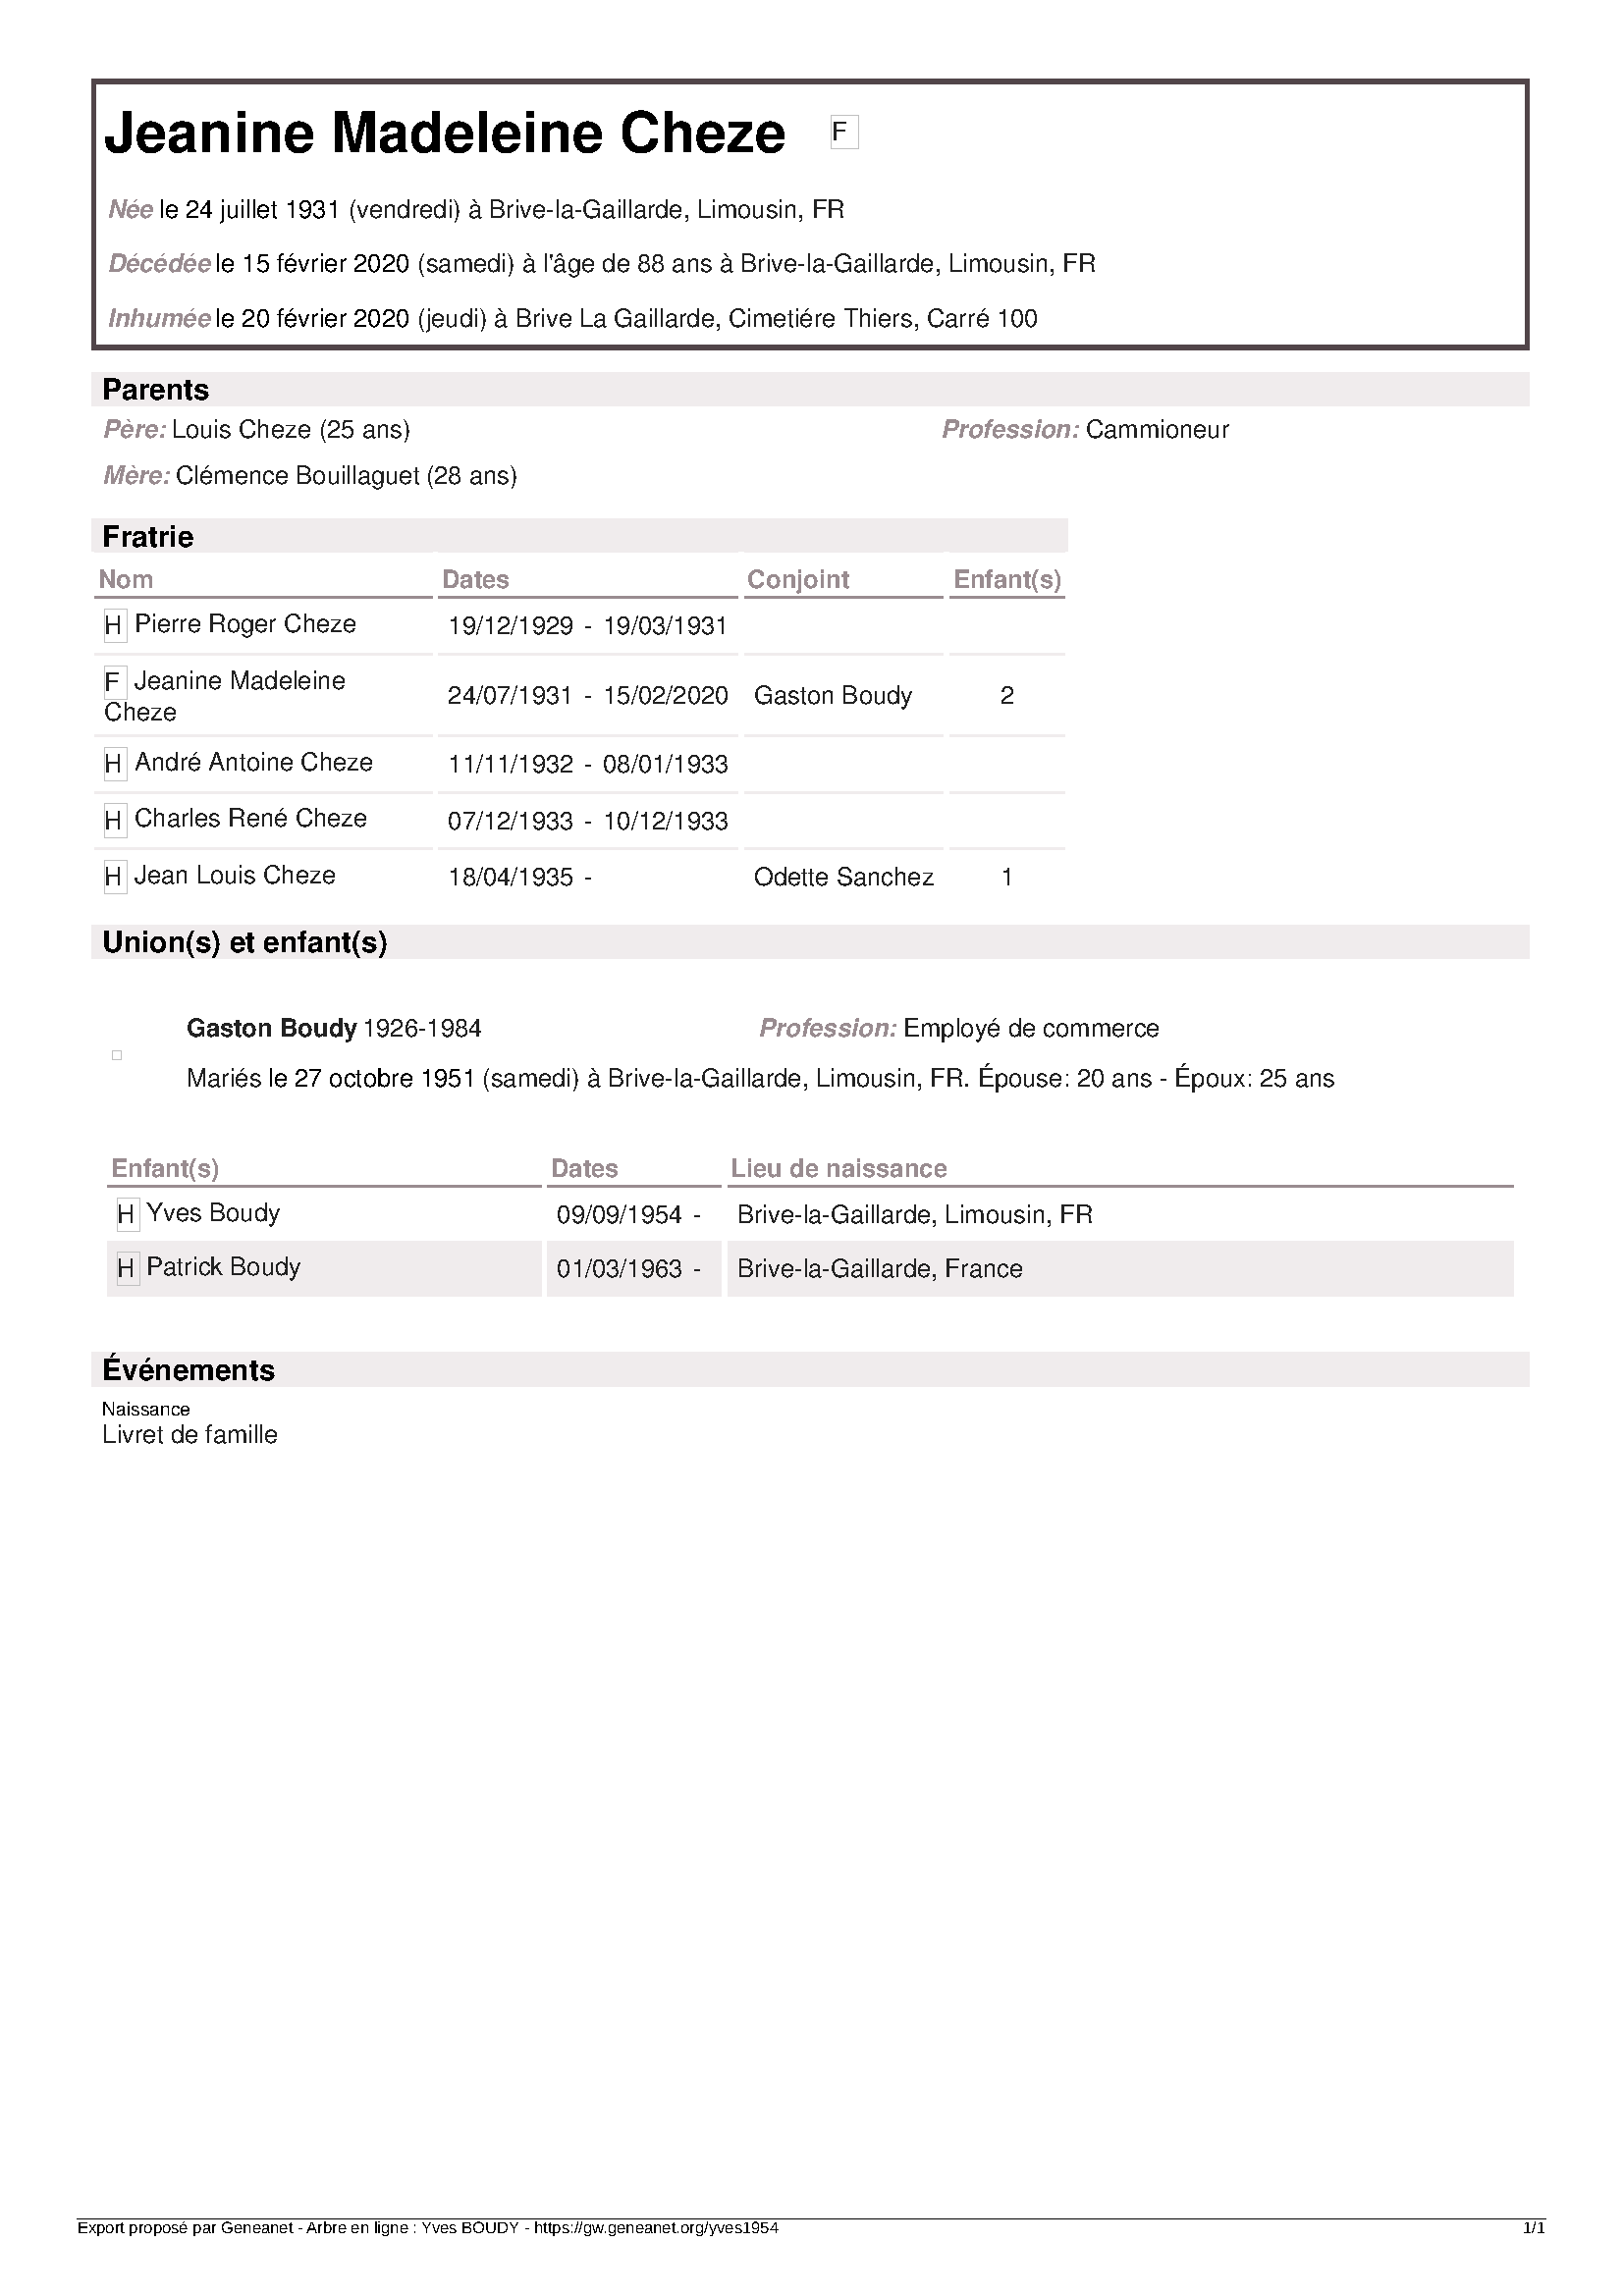 Jeanine Madeleine Cheze F
Née le 24 juillet 1931 (vendredi) à Brive-la-Gaillarde, Limousin, FR
Décédée le 15 février 2020 (samedi) à l'âge de 88 ans à Brive-la-Gaillarde, Limousin, FR
Inhumée le 20 février 2020 (jeudi) à Brive La Gaillarde, Cimetiére Thiers, Carré 100
Parents
Père: Louis Cheze (25 ans) Profession: Cammioneur
Mère: Clémence Bouillaguet (28 ans)
Fratrie
Nom Dates Conjoint Enfant(s)
H Pierre Roger Cheze 19/12/1929 - 19/03/1931
F Jeanine Madeleine
Cheze 24/07/1931 - 15/02/2020 Gaston Boudy 2
H André Antoine Cheze 11/11/1932 - 08/01/1933
H Charles René Cheze 07/12/1933 - 10/12/1933
H Jean Louis Cheze 18/04/1935 - Odette Sanchez 1
Union(s) et enfant(s)
Gaston Boudy 1926-1984 Profession: Employé de commerce
Mariés le 27 octobre 1951 (samedi) à Brive-la-Gaillarde, Limousin, FR. Épouse: 20 ans - Époux: 25 ans
Enfant(s) Dates Lieu de naissance
H Yves Boudy 09/09/1954 - Brive-la-Gaillarde, Limousin, FR
H Patrick Boudy 01/03/1963 - Brive-la-Gaillarde, France
Événements
Naissance
Livret de famille
Export proposé par Geneanet - Arbre en ligne : Yves BOUDY - https://gw.geneanet.org/yves1954 1/1